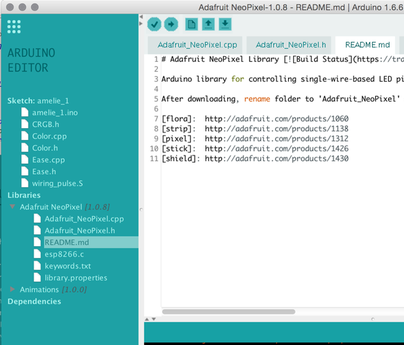 Adafruit NeoPixel-1.0.8 – README.md | Arduino 1.6.6
ARDUINO
EDITOR
Sketch: amelie_1
amelie_1.ino
CRGB.h
Color.cpp
Color.h
Ease.cpp
Ease.h
wiring_pulse.S
Libraries
Adafruit NeoPixel [1.0.8]
Adafruit_NeoPixel.cpp
Adafruit_NeoPixel.h
README.md
esp8266.c
keywords.txt
library.properties
Animations [1.0.0]
Dependencies
Adafruit_NeoPixel.cpp Adafruit_NeoPixel.h README.md
1 # Adafruit NeoPixel Library [![Build Status](https://tra
2
3 Arduino library for controlling single-wire-based LED pi
4
5 After downloading, rename folder to 'Adafruit_NeoPixel'
6
7 [flora]: http://adafruit.com/products/1060
8 [strip]: http://adafruit.com/products/1138
9 [pixel]: http://adafruit.com/products/1312
10 [stick]: http://adafruit.com/products/1426
11 [shield]: http://adafruit.com/products/1430